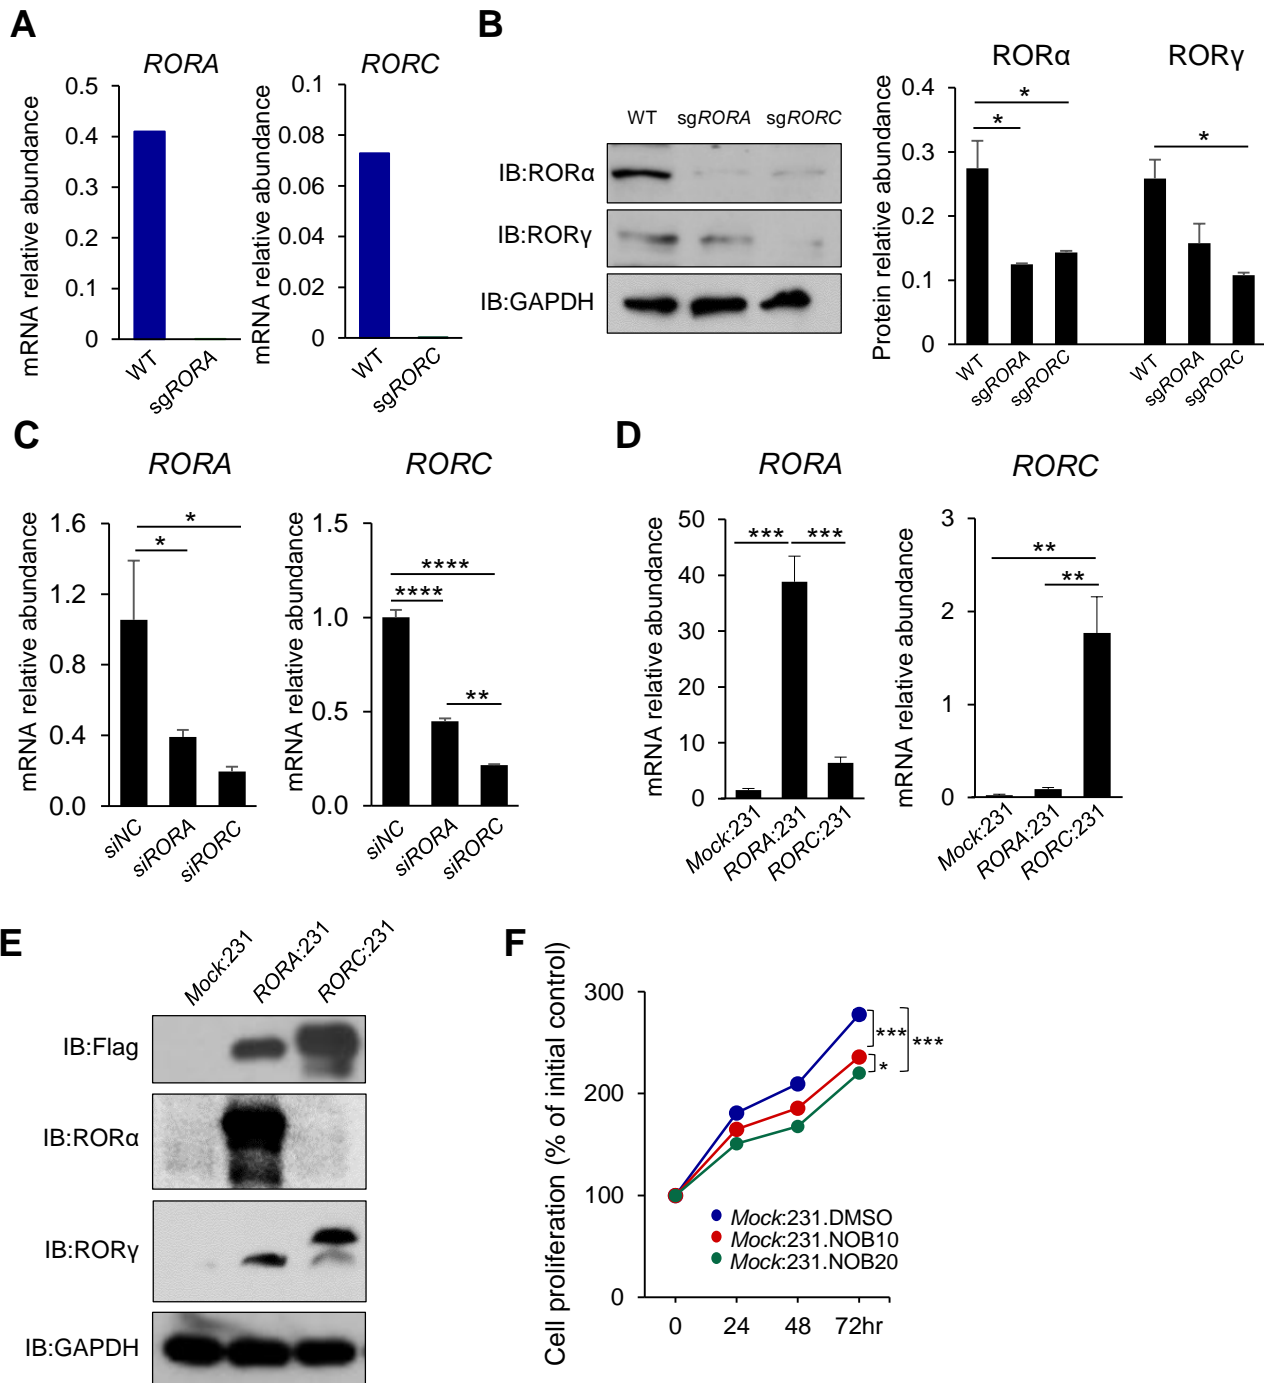 A
RORA
mRNA relative abundance
0.5
0.4
0.3
0.2
0.1
0
WT
sgRORA
RORC
mRNA relative abundance
0.1
0.08
0.06
0.04
0.02
0
WT
sgRORC
B
WT sgRORA sgRORC
IB:RORα
IB:RORγ
IB:GAPDH
RORα RORγ
Protein relative abundance
0.4
0.3
0.2
0.1
0
*
*
*
WT
sgRORA
sgRORC
WT
sgRORA
sgRORC
C
RORA
mRNA relative abundance
1.6
1.2
0.8
0.4
0.0
*
*
siNC
siRORA
siRORC
RORC
mRNA relative abundance
1.5
1.0
0.5
0.0
****
****
**
siNC
siRORA
siRORC
D
RORA
mRNA relative abundance
50
40
30
20
10
0
*** ***
Mock:231
RORA:231
RORC:231
RORC
mRNA relative abundance
3
2
1
0
**
**
Mock:231
RORA:231
RORC:231
E
Mock:231
RORA:231
RORC:231
IB:Flag
IB:RORα
IB:RORγ
IB:GAPDH
F
Cell proliferation (% of initial control)
300
200
100
0
***
***
*
Mock:231.DMSO
Mock:231.NOB10
Mock:231.NOB20
0 24 48 72hr